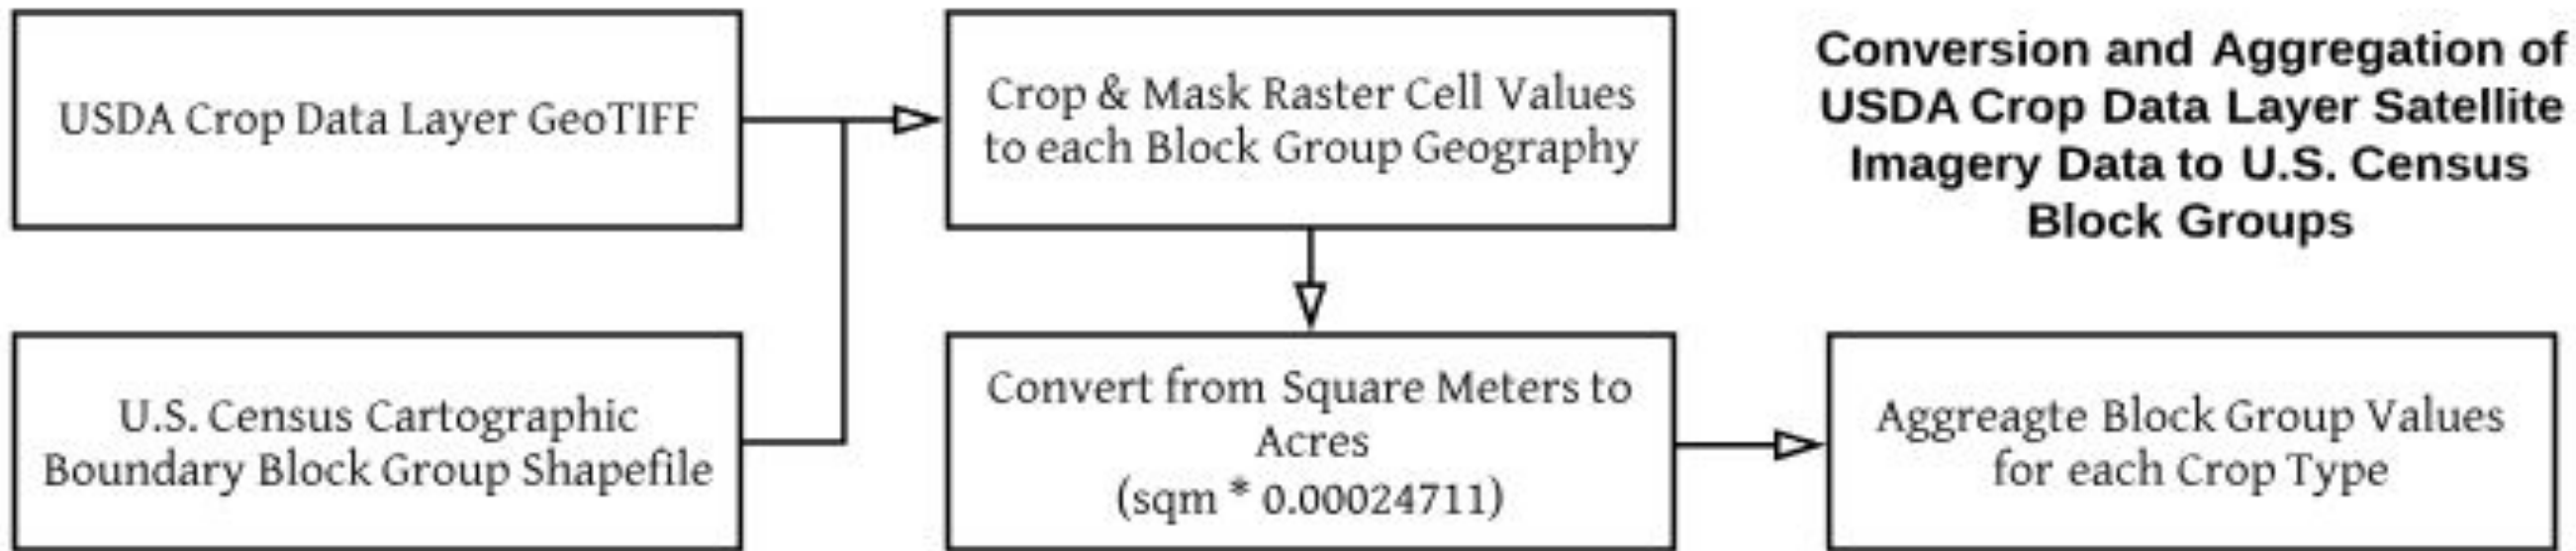 USDA Crop Data Layer GeoTIFF
Crop & Mask Raster Cell Values
to each Block Group Geography
Conversion and Aggregation of
USDA Crop Data Layer Satellite
Imagery Data to U.S. Census
Block Groups
U.S. Census Cartographic
Boundary Block Group Shapefile
Convert from Square Meters to
Acres
(sqm * 0.00024711)
Aggreagte Block Group Values
for each Crop Type